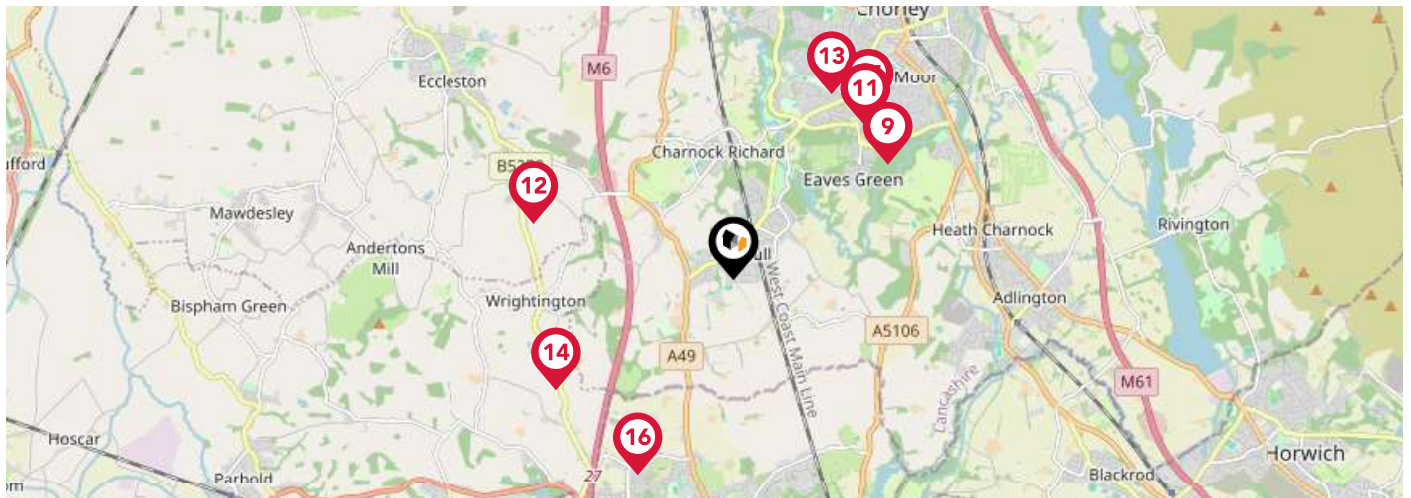 Chorley
M6
Eccleston
13
Moor
11
9
Charnock Richard
ufford
12
Eaves Green
Mawdesley
Rivington
Heath Charnock
Andertons
Mill
ull
West Coast Main Line
Bispham Green
Wrightington
Adlington
A5106
14
A49
M61
Lancashire
16
Hoscar
27
Parbold
Blackrod
Horwich
om